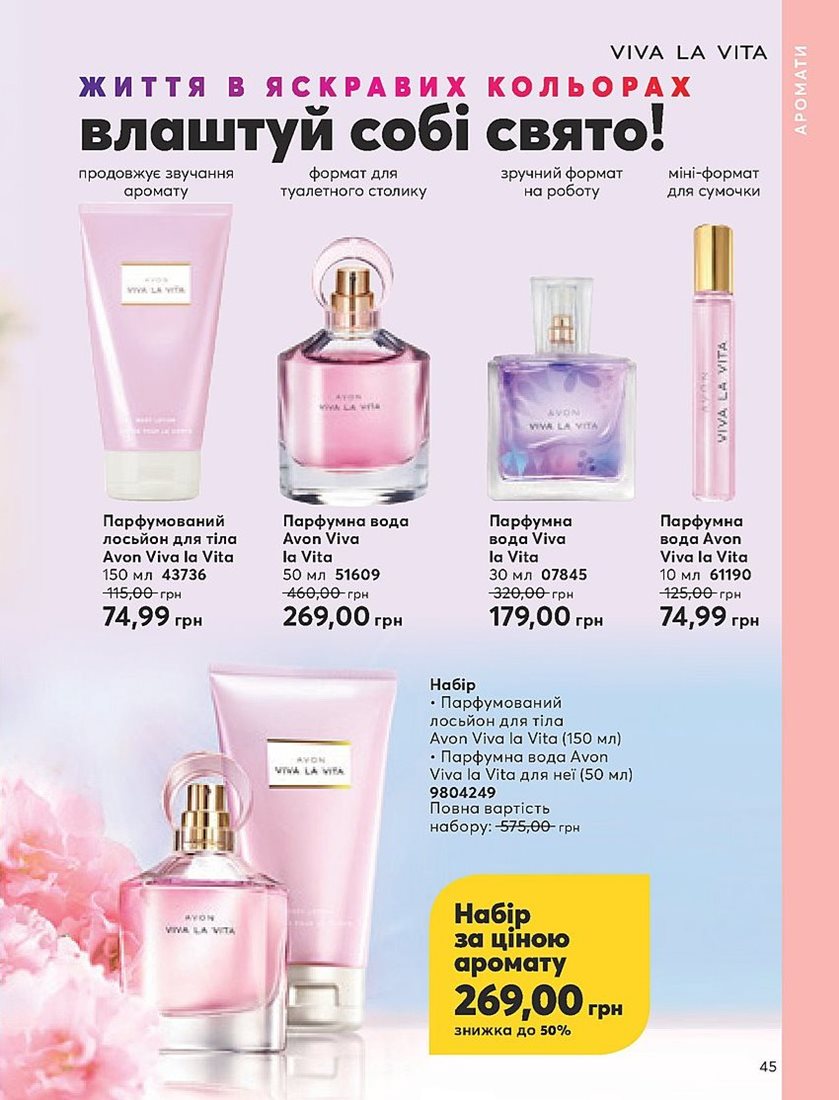 VIVA LA VITA
АРОМАТИ
ЖИТТЯ В ЯСКРАВИХ КОЛЬОРАХ
влаштуй собі свято!
продовжує звучання
аромату
формат для
туалетного столику
зручний формат
на роботу
міні-формат
для сумочки
AVON
VIVA LA VITA
BODY LOTION
AVON
VIVA LA VITA
AVON
VIVA LA VITA
AVON
VIVA LA VITA
Парфумований
лосьйон для тіла
Avon Viva la Vita
150 мл 43736
115,00 грн
74,99 грн
Парфумна вода
Avon Viva
la Vita
50 мл 51609
460,00 грн
269,00 грн
Парфумна
вода Viva
la Vita
30 мл 07845
320,00 грн
179,00 грн
Парфумна
вода Avon
Viva la Vita
10 мл 61190
125,00 грн
74,99 грн
AVON
VIVA LA VITA
AVON
VIVA LA VITA
Набір
• Парфумований
лосьйон для тіла
Avon Viva la Vita (150 мл)
• Парфумна вода Avon
Viva la Vita для неї (50 мл)
9804249
Повна вартість
набору: 575,00 грн
Набір
за ціною
аромату
269,00 грн
знижка до 50%
45